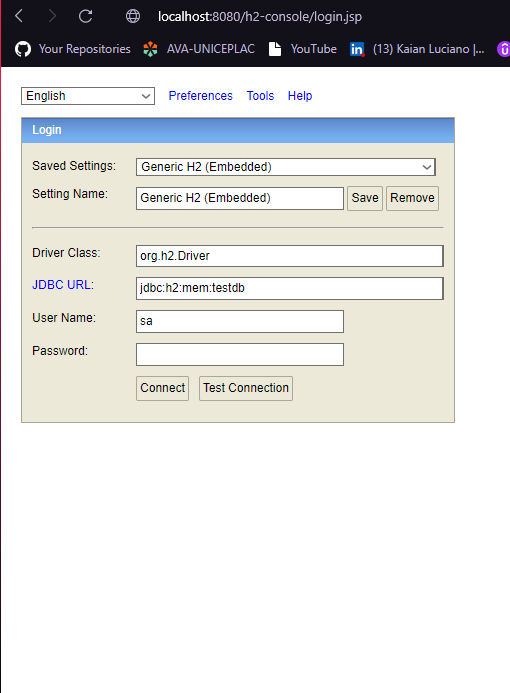 localhost:8080/h2-console/login.jsp
Your Repositories AVA-UNICEPLAC YouTube (13) Kaian Luciano |...
English Preferences Tools Help
Login
Saved Settings: Generic H2 (Embedded)
Setting Name: Generic H2 (Embedded) Save Remove
Driver Class: org.h2.Driver
JDBC URL: jdbc:h2:mem:testdb
User Name: sa
Password:
Connect Test Connection